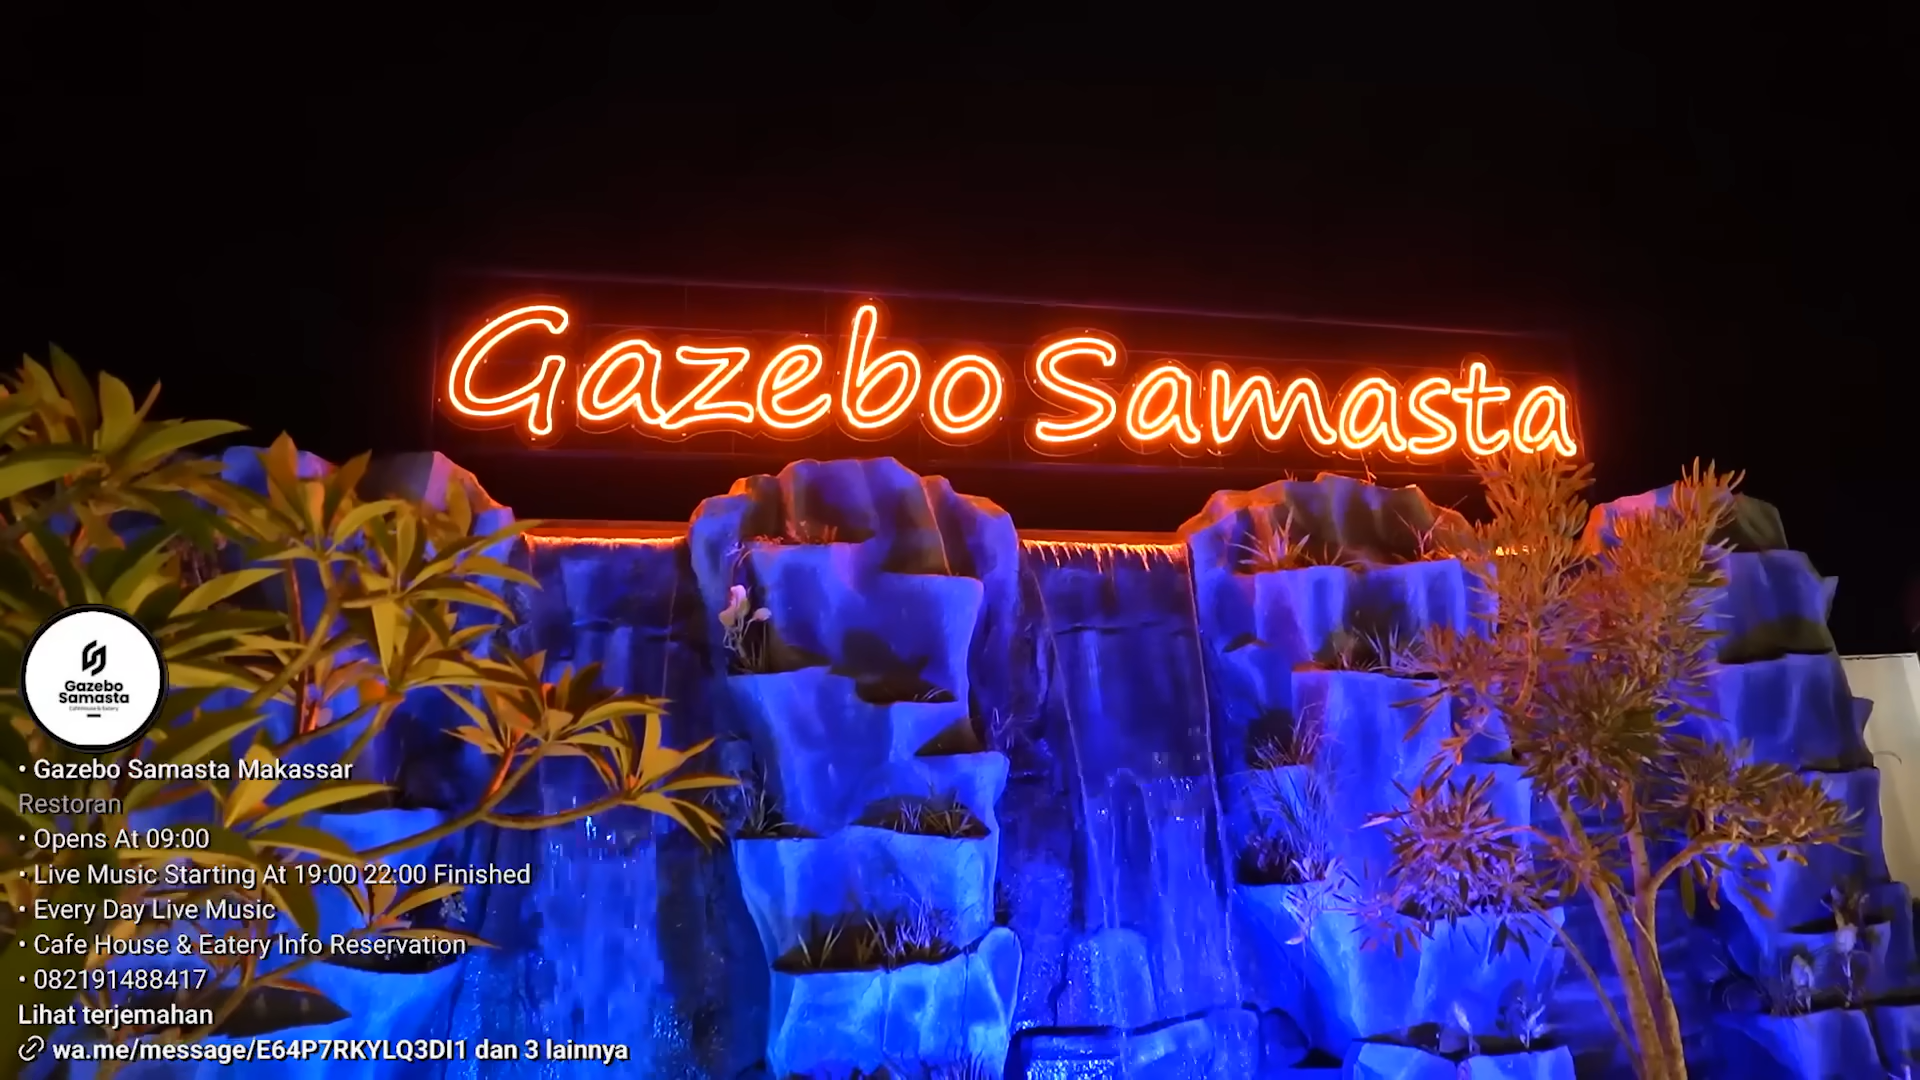 Gazebo Samasta
Gazebo
Samasta
• Gazebo Samasta Makassar
Restoran
• Opens At 09:00
• Live Music Starting At 19:00 22:00 Finished
• Every Day Live Music
• Cafe House & Eatery Info Reservation
• 082191488417
Lihat terjemahan
wa.me/message/E64P7RKYLQ3DI1 dan 3 lainnya